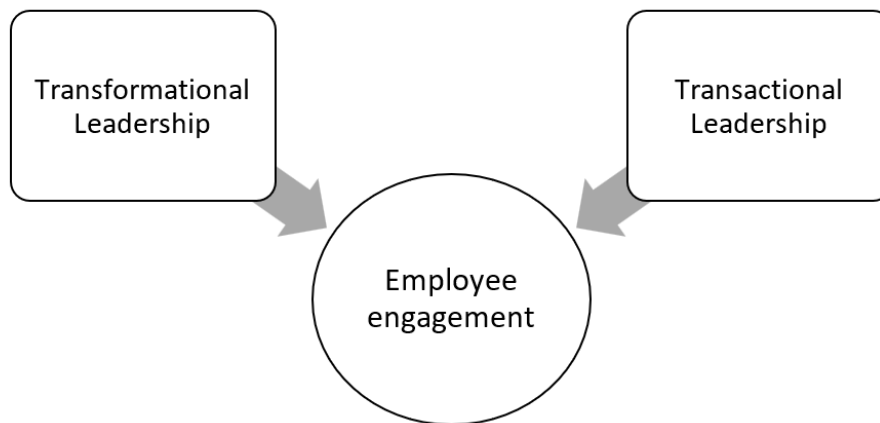 Transformational
Leadership
Transactional
Leadership
Employee
engagement